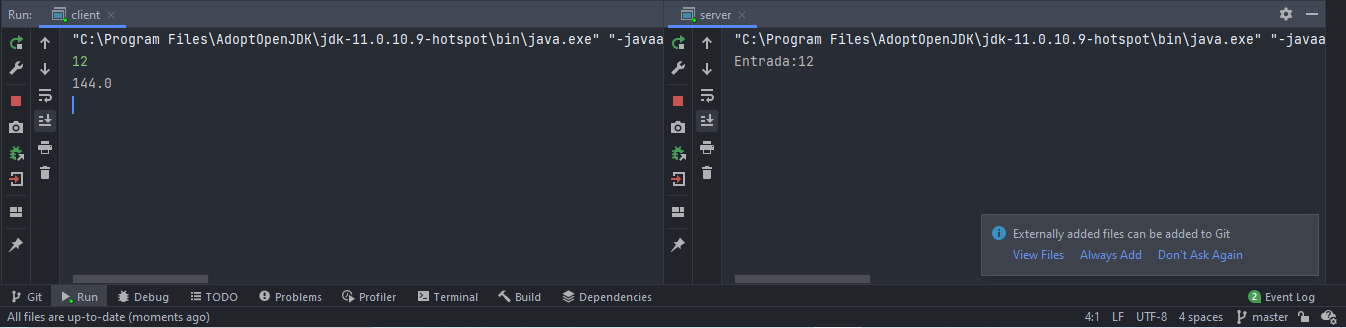 Run: client server
"C:\Program Files\AdoptOpenJDK\jdk-11.0.10.9-hotspot\bin\java.exe" "-javaa
12
144.0
"C:\Program Files\AdoptOpenJDK\jdk-11.0.10.9-hotspot\bin\java.exe" "-javaa
Entrada:12
Externally added files can be added to Git
View Files Always Add Don't Ask Again
Git Run Debug TODO Problems Profiler Terminal Build Dependencies 2 Event Log
All files are up-to-date (moments ago) 4:1 LF UTF-8 4 spaces master